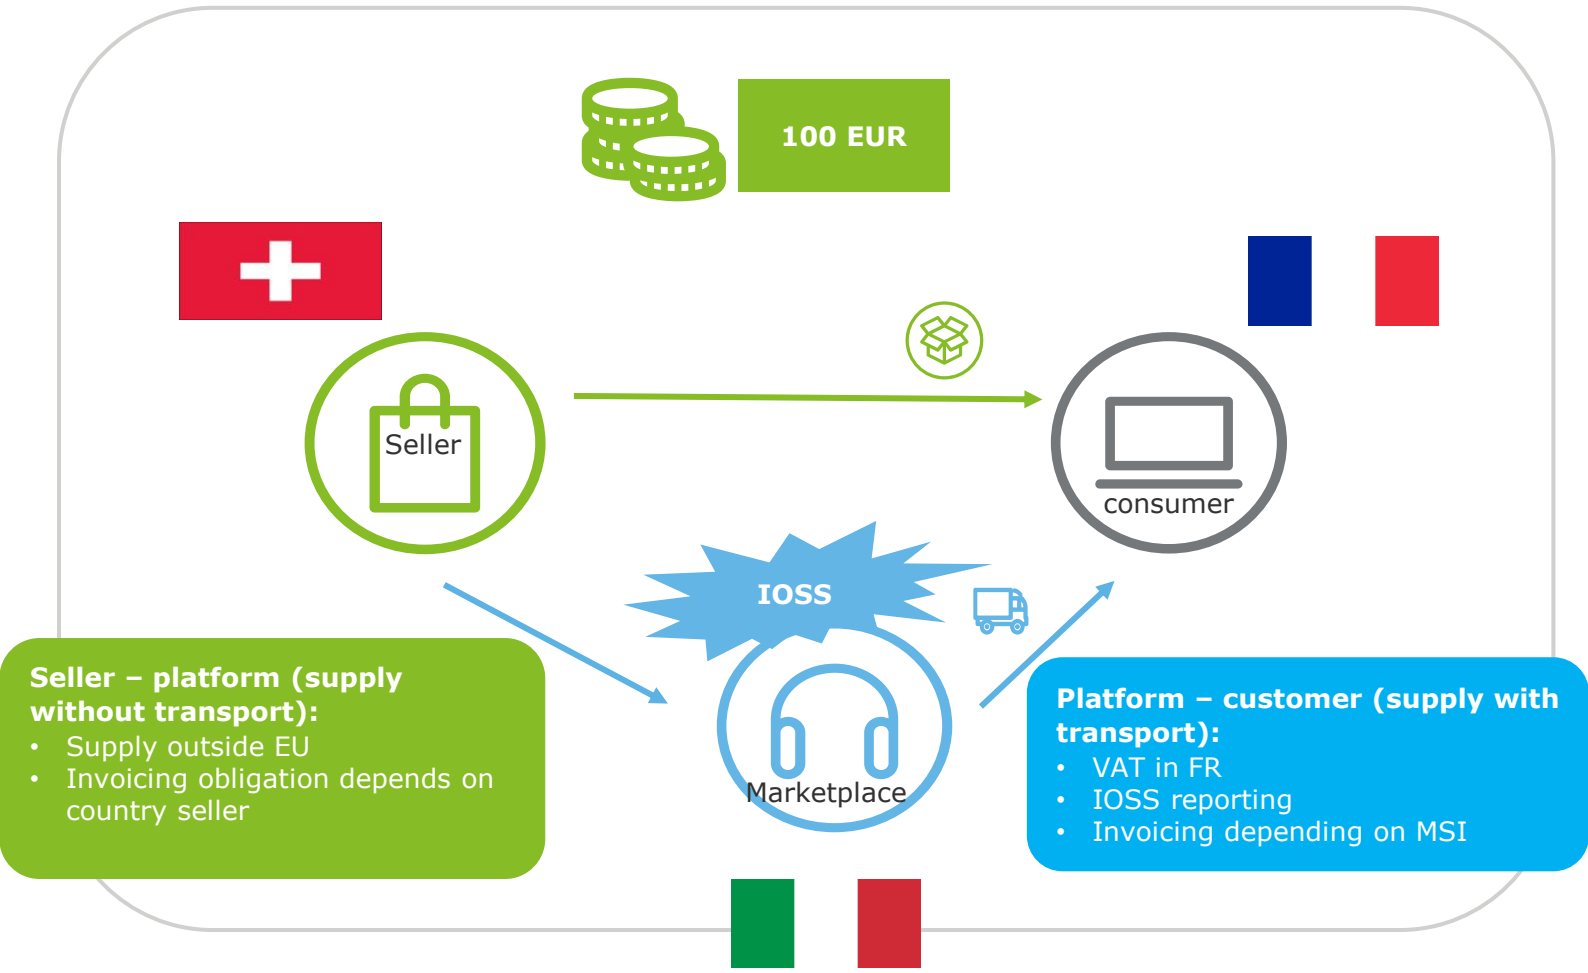 100 EUR
Seller
consumer
IOSS
Seller – platform (supply
without transport):
• Supply outside EU
• Invoicing obligation depends on
country seller
Marketplace
Platform – customer (supply with
transport):
• VAT in FR
• IOSS reporting
• Invoicing depending on MSI